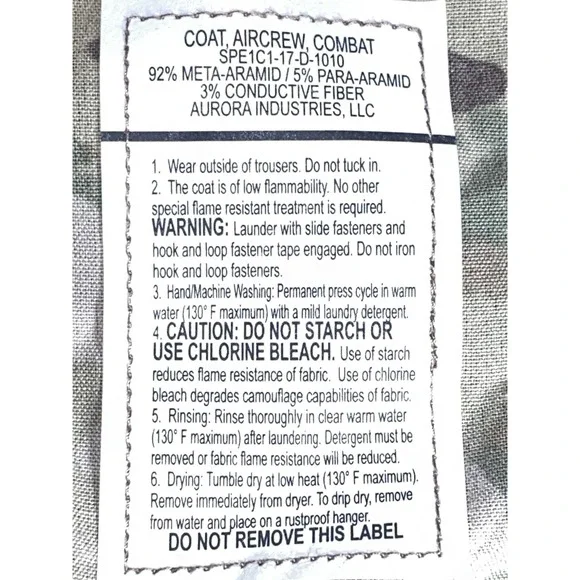 COAT, AIRCREW, COMBAT
SPE1C1-17-D-1010
92% META-ARAMID / 5% PARA-ARAMID
3% CONDUCTIVE FIBER
AURORA INDUSTRIES, LLC
1. Wear outside of trousers. Do not tuck in.
2. The coat is of low flammability. No other
special flame resistant treatment is required.
WARNING: Launder with slide fasteners and
hook and loop fastener tape engaged. Do not iron
hook and loop fasteners.
3. Hand/Machine Washing: Permanent press cycle in warm
water (130° F maximum) with a mild laundry detergent.
4. CAUTION: DO NOT STARCH OR
USE CHLORINE BLEACH. Use of starch
reduces flame resistance of fabric. Use of chlorine
bleach degrades camouflage capabilities of fabric.
5. Rinsing: Rinse thoroughly in clear warm water
(130° F maximum) after laundering. Detergent must be
removed or fabric flame resistance will be reduced.
6. Drying: Tumble dry at low heat (130° F maximum).
Remove immediately from dryer. To drip dry, remove
from water and place on a rustproof hanger.
DO NOT REMOVE THIS LABEL